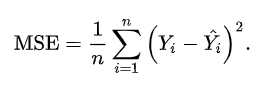 MSE = \frac{1}{n} \sum_{i=1}^{n} \left( Y_i - \hat{Y}_i \right)^2.